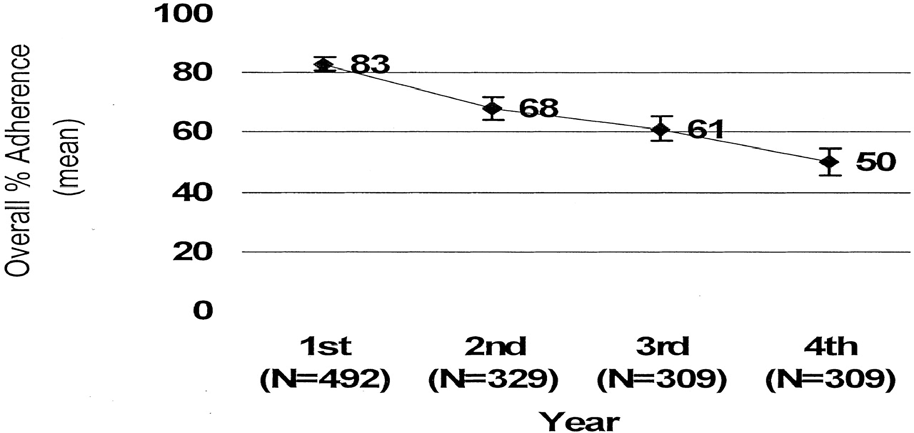 Overall % Adherence
(mean)
100
80
60
40
20
0
83
68
61
50
1st 2nd 3rd 4th
(N=492) (N=329) (N=309) (N=309)
Year